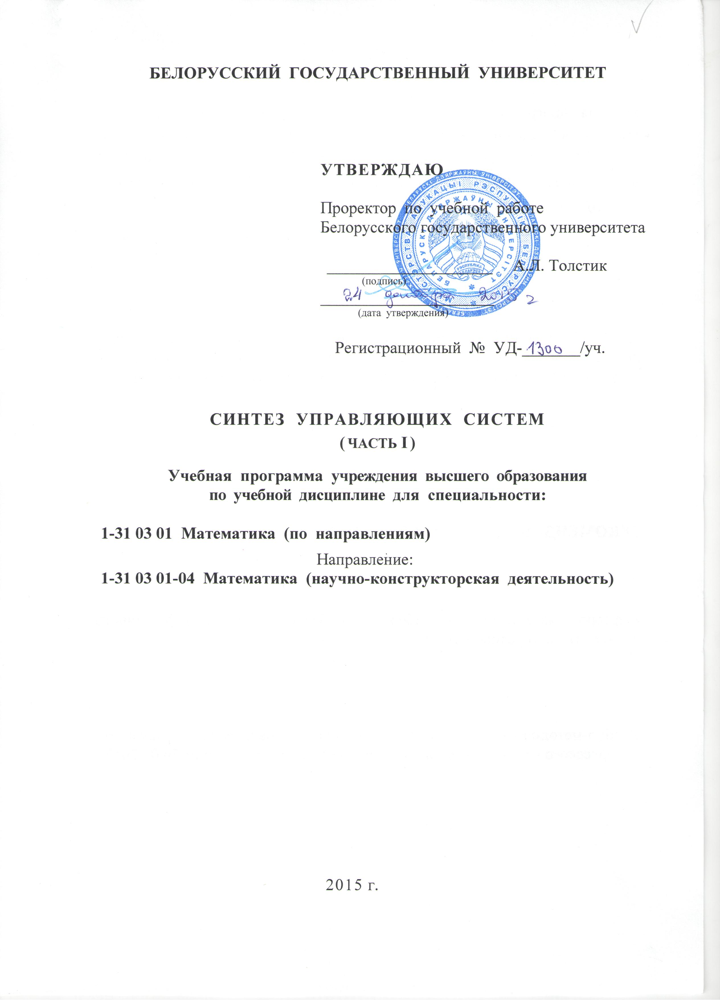 БЕЛОРУССКИЙ ГОСУДАРСТВЕННЫЙ УНИВЕРСИТЕТ
УТВЕРЖДАЮ
Проректор по учебной работе
Белорусского государственного университета
А.Л. Толстик
(подпись)
24 декабря 2015 г
(дата утверждения)
Регистрационный № УД-1300/уч.
СИНТЕЗ УПРАВЛЯЮЩИХ СИСТЕМ
(ЧАСТЬ I)
Учебная программа учреждения высшего образования
по учебной дисциплине для специальности:
1-31 03 01 Математика (по направлениям)
Направление:
1-31 03 01-04 Математика (научно-конструкторская деятельность)
2015 г.
МІНІСТЭРСТВА АДУКАЦЫІ РЭСПУБЛІКІ БЕЛАРУСЬ
БЕЛАРУСКІ ДЗЯРЖАЎНЫ ЎНІВЕРСІТЭТ
РЭСПУБЛІКА
БЕЛАРУСЬ